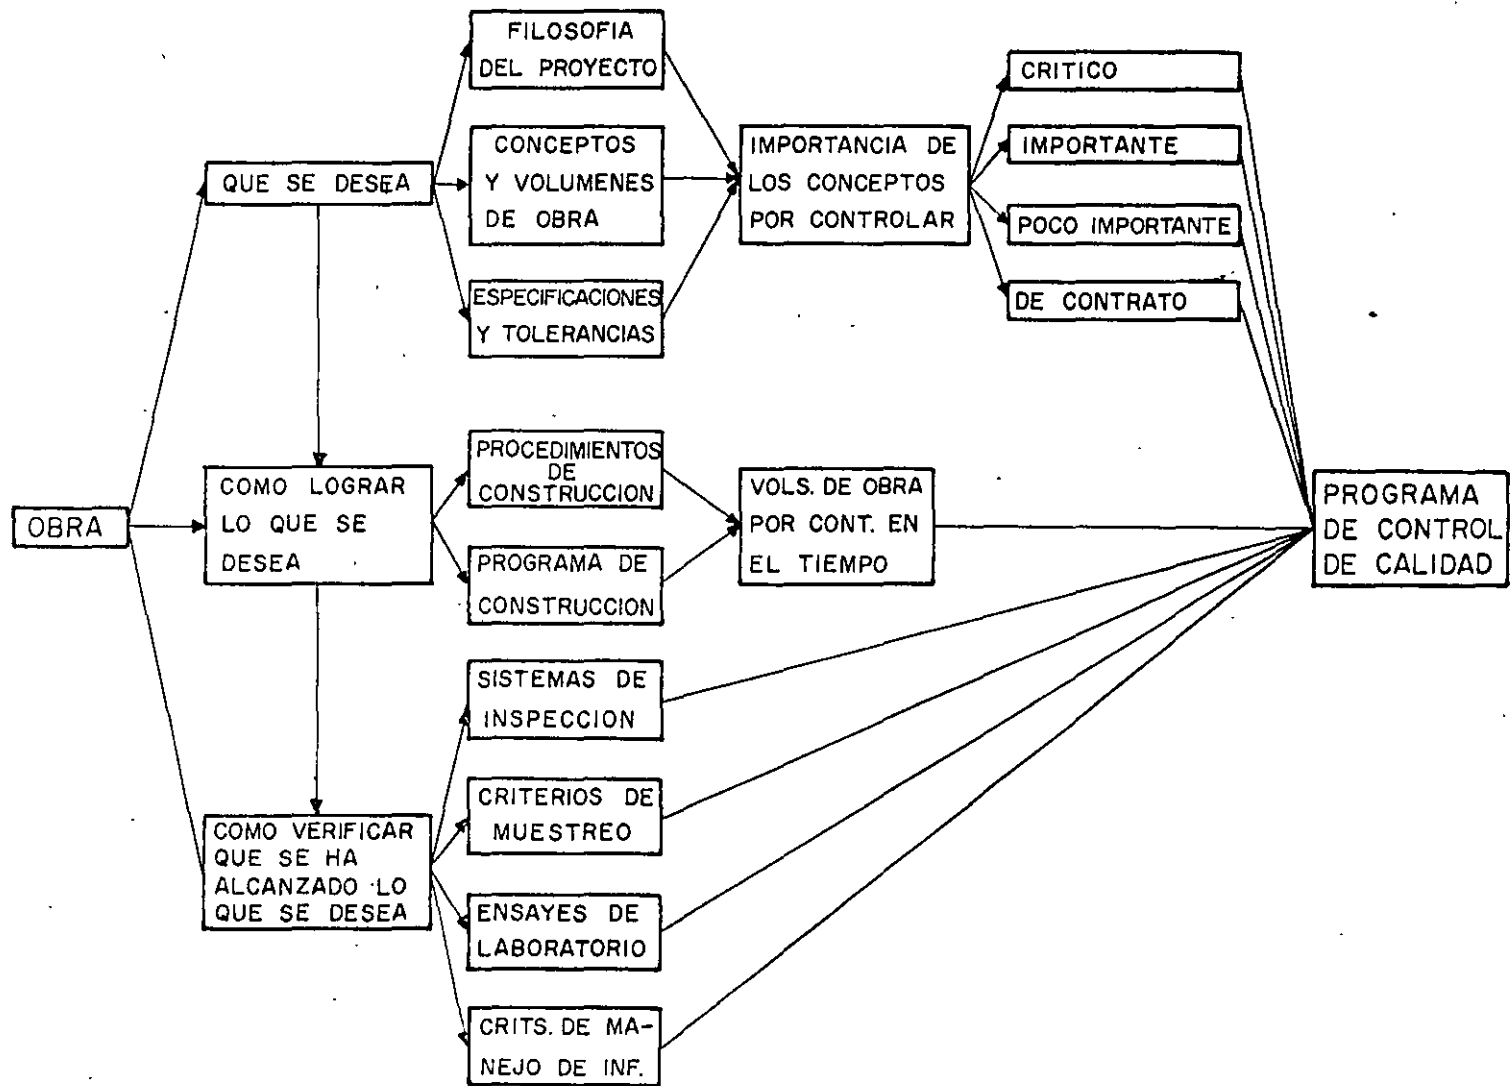 OBRA
QUE SE DESEA
COMO LOGRAR
LO QUE SE
DESEA
COMO VERIFICAR
QUE SE HA
ALCANZADO LO
QUE SE DESEA
FILOSOFIA
DEL PROYECTO
CONCEPTOS
Y VOLUMENES
DE OBRA
ESPECIFICACIONES
Y TOLERANCIAS
PROCEDIMIENTOS
DE
CONSTRUCCION
PROGRAMA DE
CONSTRUCCION
SISTEMAS DE
INSPECCION
CRITERIOS DE
MUESTREO
ENSAYES DE
LABORATORIO
CRITS. DE MA-
NEJO DE INF.
IMPORTANCIA DE
LOS CONCEPTOS
POR CONTROLAR
VOLS. DE OBRA
POR CONT. EN
EL TIEMPO
CRITICO
IMPORTANTE
POCO IMPORTANTE
DE CONTRATO
PROGRAMA
DE CONTROL
DE CALIDAD